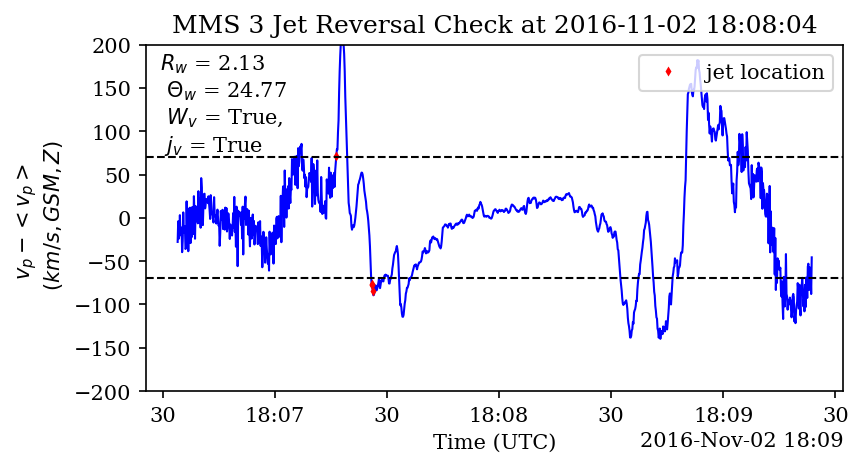 MMS 3 Jet Reversal Check at 2016-11-02 18:08:04
R_w = 2.13
Θ_w = 24.77
W_v = True,
j_v = True
jet location
200
150
100
50
0
−50
−100
−150
−200
v_p − < v_p >
(km/s, GSM, Z)
30
18:07
30
18:08
30
18:09
30
Time (UTC)
2016-Nov-02 18:09